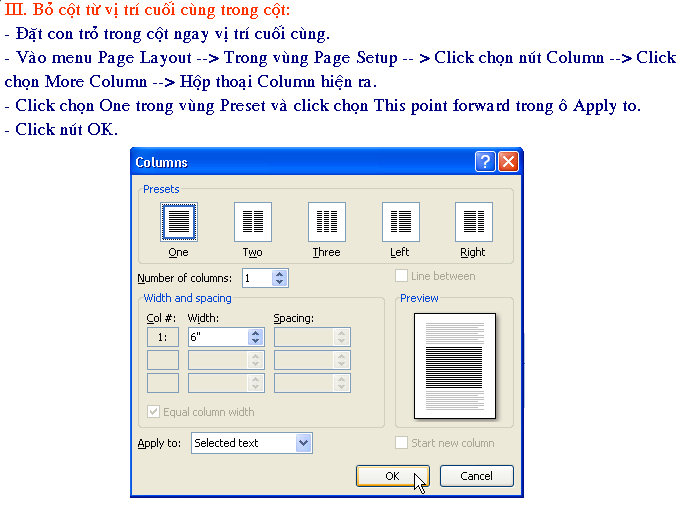 III. Bỏ cột từ vị trí cuối cùng trong cột:
- Đặt con trỏ trong cột ngay vị trí cuối cùng.
- Vào menu Page Layout --> Trong vùng Page Setup -- > Click chọn nút Column --> Click
chọn More Column --> Hộp thoại Column hiện ra.
- Click chọn One trong vùng Preset và click chọn This point forward trong ô Apply to.
- Click nút OK.
Columns
Presets
One Two Three Left Right
Number of columns: 1 Line between
Width and spacing Preview
Col #: Width: Spacing:
1: 6"
Equal column width
Apply to: Selected text Start new column
OK Cancel